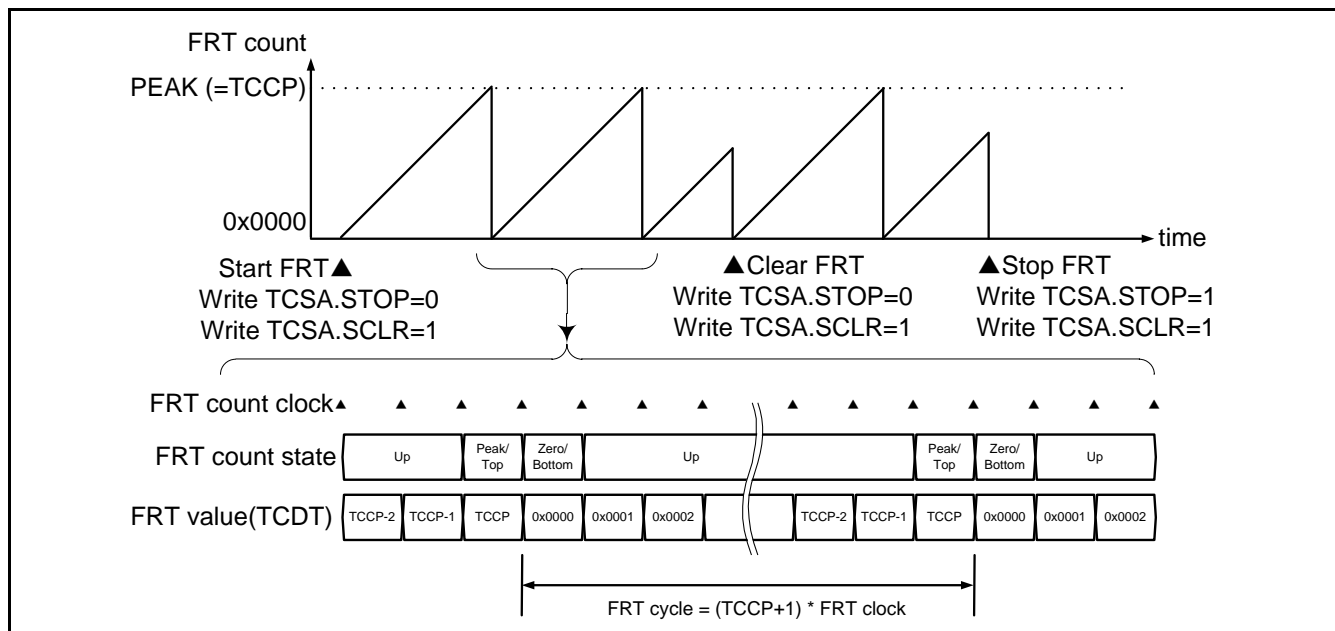 FRT count
PEAK (=TCCP)
0x0000
time
Start FRT▲
Write TCSA.STOP=0
Write TCSA.SCLR=1
▲Clear FRT
Write TCSA.STOP=0
Write TCSA.SCLR=1
▲Stop FRT
Write TCSA.STOP=1
Write TCSA.SCLR=1
FRT count clock
FRT count state
Up
Peak/
Top
Zero/
Bottom
Up
Peak/
Top
Zero/
Bottom
Up
FRT value(TCDT)
TCCP-2 TCCP-1 TCCP 0x0000 0x0001 0x0002 TCCP-2 TCCP-1 TCCP 0x0000 0x0001 0x0002
FRT cycle = (TCCP+1) * FRT clock